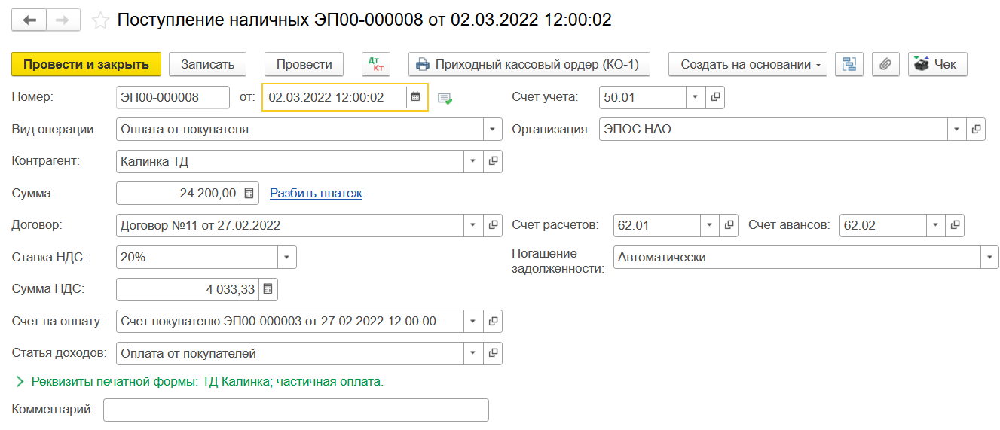 Поступление наличных ЭП00-000008 от 02.03.2022 12:00:02
Провести и закрыть Записать Провести Дт Кт Приходный кассовый ордер (КО-1) Создать на основании Чек
Номер: ЭП00-000008 от: 02.03.2022 12:00:02 Счет учета: 50.01
Вид операции: Оплата от покупателя Организация: ЭПОС НАО
Контрагент: Калинка ТД
Сумма: 24 200,00 Разбить платеж
Договор: Договор №11 от 27.02.2022 Счет расчетов: 62.01 Счет авансов: 62.02
Ставка НДС: 20% Погашение задолженности: Автоматически
Сумма НДС: 4 033,33
Счет на оплату: Счет покупателю ЭП00-000003 от 27.02.2022 12:00:00
Статья доходов: Оплата от покупателей
Реквизиты печатной формы: ТД Калинка; частичная оплата.
Комментарий: